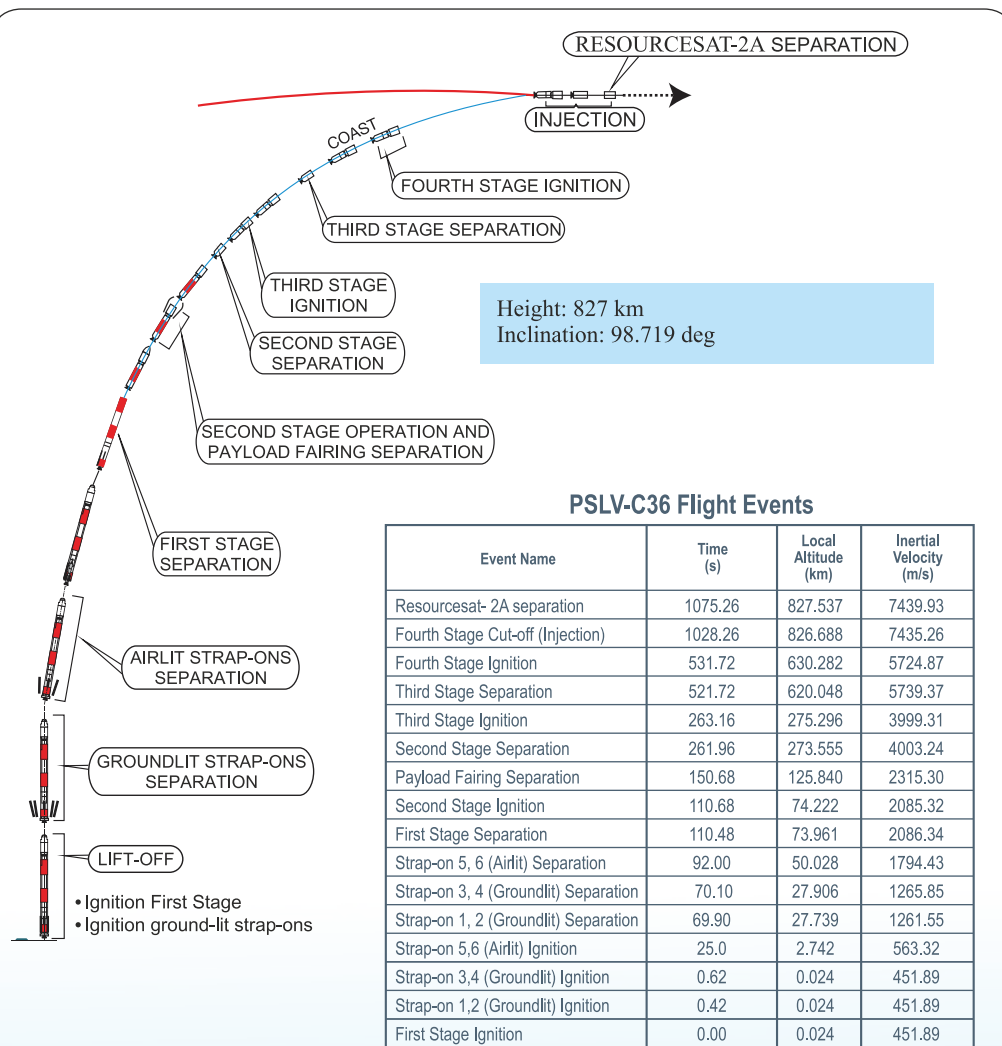 RESOURCESAT-2A SEPARATION
INJECTION
COAST
FOURTH STAGE IGNITION
THIRD STAGE SEPARATION
THIRD STAGE
IGNITION
SECOND STAGE
SEPARATION
SECOND STAGE OPERATION AND
PAYLOAD FAIRING SEPARATION
FIRST STAGE
SEPARATION
AIRLIT STRAP-ONS
SEPARATION
GROUNDLIT STRAP-ONS
SEPARATION
LIFT-OFF
• Ignition First Stage
• Ignition ground-lit strap-ons
Height: 827 km
Inclination: 98.719 deg
PSLV-C36 Flight Events
Event Name Time (s) Local Altitude (km) Inertial Velocity (m/s)
Resourcesat- 2A separation 1075.26 827.537 7439.93
Fourth Stage Cut-off (Injection) 1028.26 826.688 7435.26
Fourth Stage Ignition 531.72 630.282 5724.87
Third Stage Separation 521.72 620.048 5739.37
Third Stage Ignition 263.16 275.296 3999.31
Second Stage Separation 261.96 273.555 4003.24
Payload Fairing Separation 150.68 125.840 2315.30
Second Stage Ignition 110.68 74.222 2085.32
First Stage Separation 110.48 73.961 2086.34
Strap-on 5, 6 (Airlit) Separation 92.00 50.028 1794.43
Strap-on 3, 4 (Groundlit) Separation 70.10 27.906 1265.85
Strap-on 1, 2 (Groundlit) Separation 69.90 27.739 1261.55
Strap-on 5,6 (Airlit) Ignition 25.0 2.742 563.32
Strap-on 3,4 (Groundlit) Ignition 0.62 0.024 451.89
Strap-on 1,2 (Groundlit) Ignition 0.42 0.024 451.89
First Stage Ignition 0.00 0.024 451.89